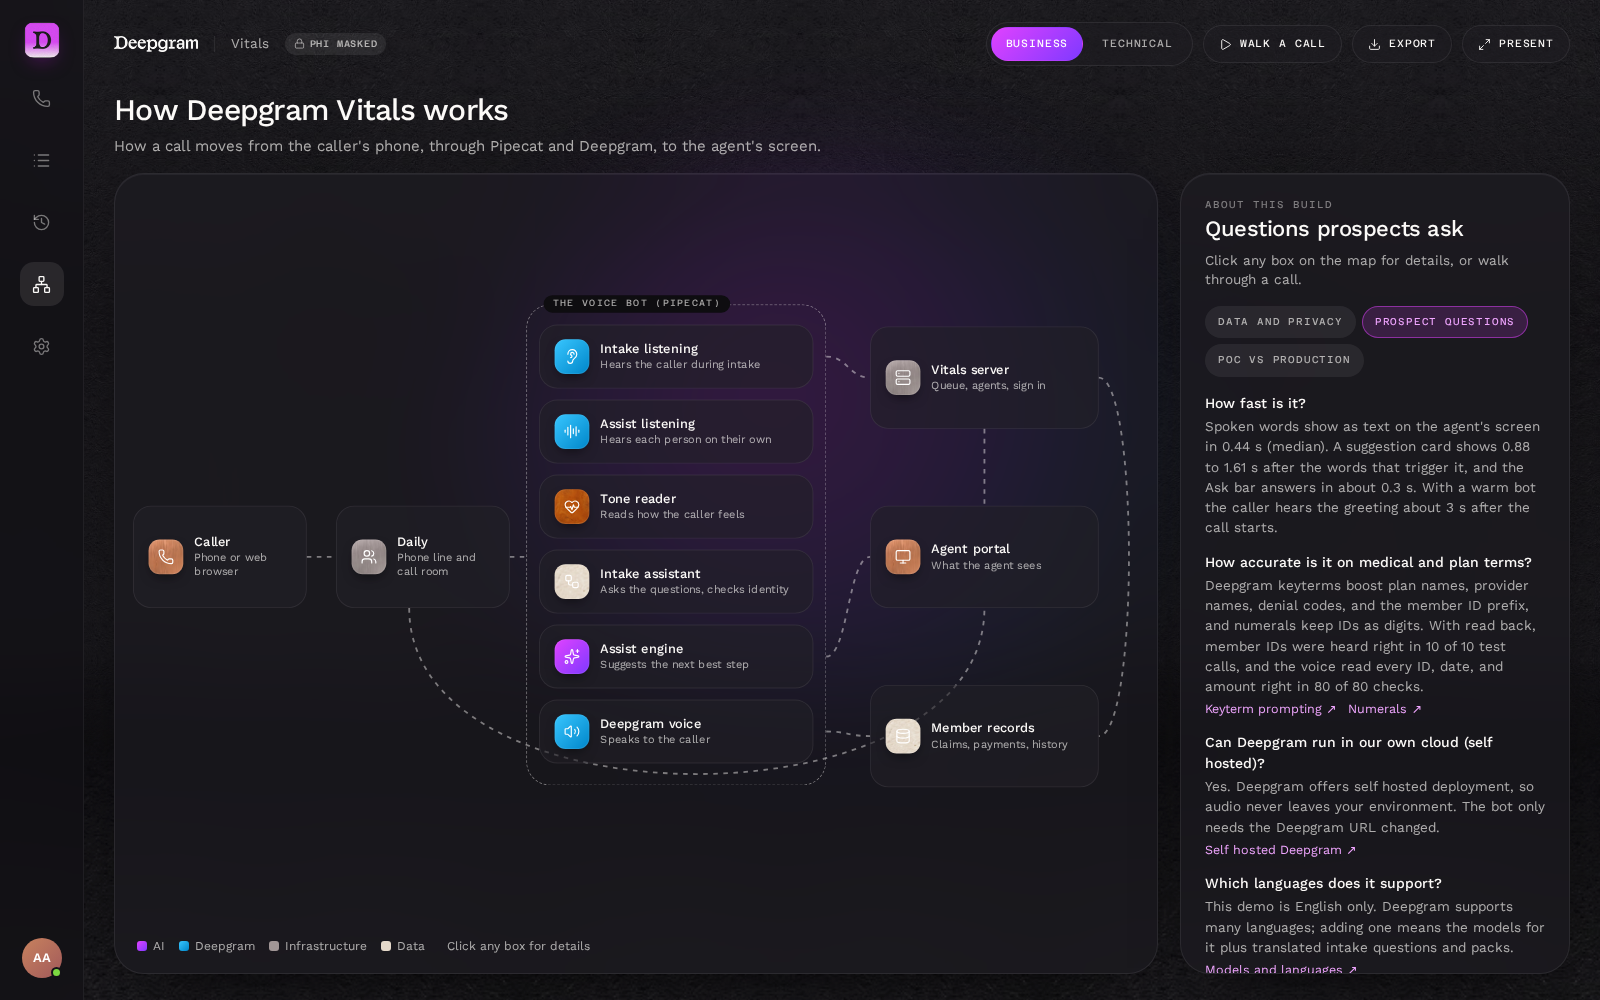 D
Deepgram
Vitals
PHI MASKED
BUSINESS
TECHNICAL
WALK A CALL
EXPORT
PRESENT
How Deepgram Vitals works
How a call moves from the caller's phone, through Pipecat and Deepgram, to the agent's screen.
THE VOICE BOT (PIPECAT)
Intake listening
Hears the caller during intake
Assist listening
Hears each person on their own
Tone reader
Reads how the caller feels
Intake assistant
Asks the questions, checks identity
Assist engine
Suggests the next best step
Deepgram voice
Speaks to the caller
Caller
Phone or web
browser
Daily
Phone line and
call room
Vitals server
Queue, agents, sign in
Agent portal
What the agent sees
Member records
Claims, payments, history
AI
Deepgram
Infrastructure
Data
Click any box for details
ABOUT THIS BUILD
Questions prospects ask
Click any box on the map for details, or walk
through a call.
DATA AND PRIVACY
PROSPECT QUESTIONS
POC VS PRODUCTION
How fast is it?
Spoken words show as text on the agent's screen
in 0.44 s (median). A suggestion card shows 0.88
to 1.61 s after the words that trigger it, and the
Ask bar answers in about 0.3 s. With a warm bot
the caller hears the greeting about 3 s after the
call starts.
How accurate is it on medical and plan terms?
Deepgram keyterms boost plan names, provider
names, denial codes, and the member ID prefix,
and numerals keep IDs as digits. With read back,
member IDs were heard right in 10 of 10 test
calls, and the voice read every ID, date, and
amount right in 80 of 80 checks.
Keyterm prompting ↗ Numerals ↗
Can Deepgram run in our own cloud (self
hosted)?
Yes. Deepgram offers self hosted deployment, so
audio never leaves your environment. The bot only
needs the Deepgram URL changed.
Self hosted Deepgram ↗
Which languages does it support?
This demo is English only. Deepgram supports
many languages; adding one means the models for
it plus translated intake questions and packs.
Models and languages ↗
AA